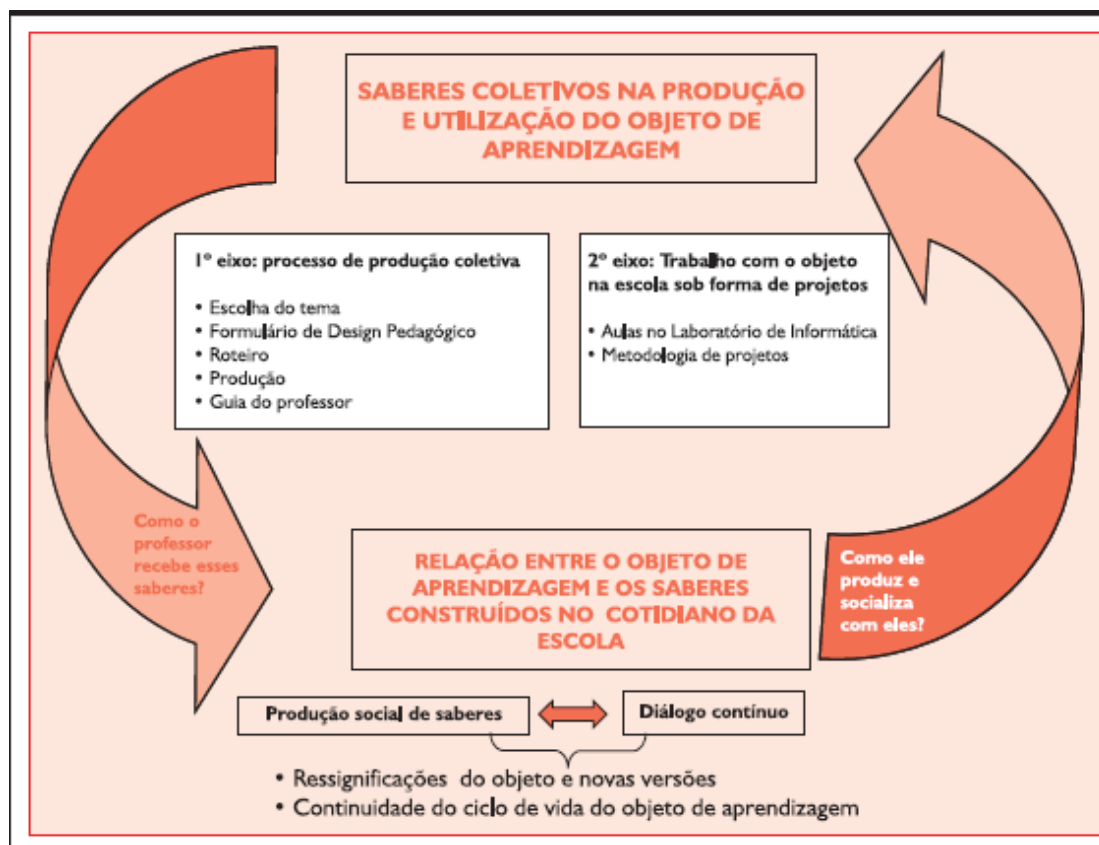 SABERES COLETIVOS NA PRODUÇÃO
E UTILIZAÇÃO DO OBJETO DE
APRENDIZAGEM
1º eixo: processo de produção coletiva
• Escolha do tema
• Formulário de Design Pedagógico
• Roteiro
• Produção
• Guia do professor
2º eixo: Trabalho com o objeto
na escola sob forma de projetos
• Aulas no Laboratório de Informática
• Metodologia de projetos
Como o
professor
recebe esses
saberes?
RELAÇÃO ENTRE O OBJETO DE
APRENDIZAGEM E OS SABERES
CONSTRUÍDOS NO COTIDIANO DA
ESCOLA
Como ele
produz e
socializa
com eles?
Produção social de saberes
Diálogo contínuo
• Ressignificações do objeto e novas versões
• Continuidade do ciclo de vida do objeto de aprendizagem